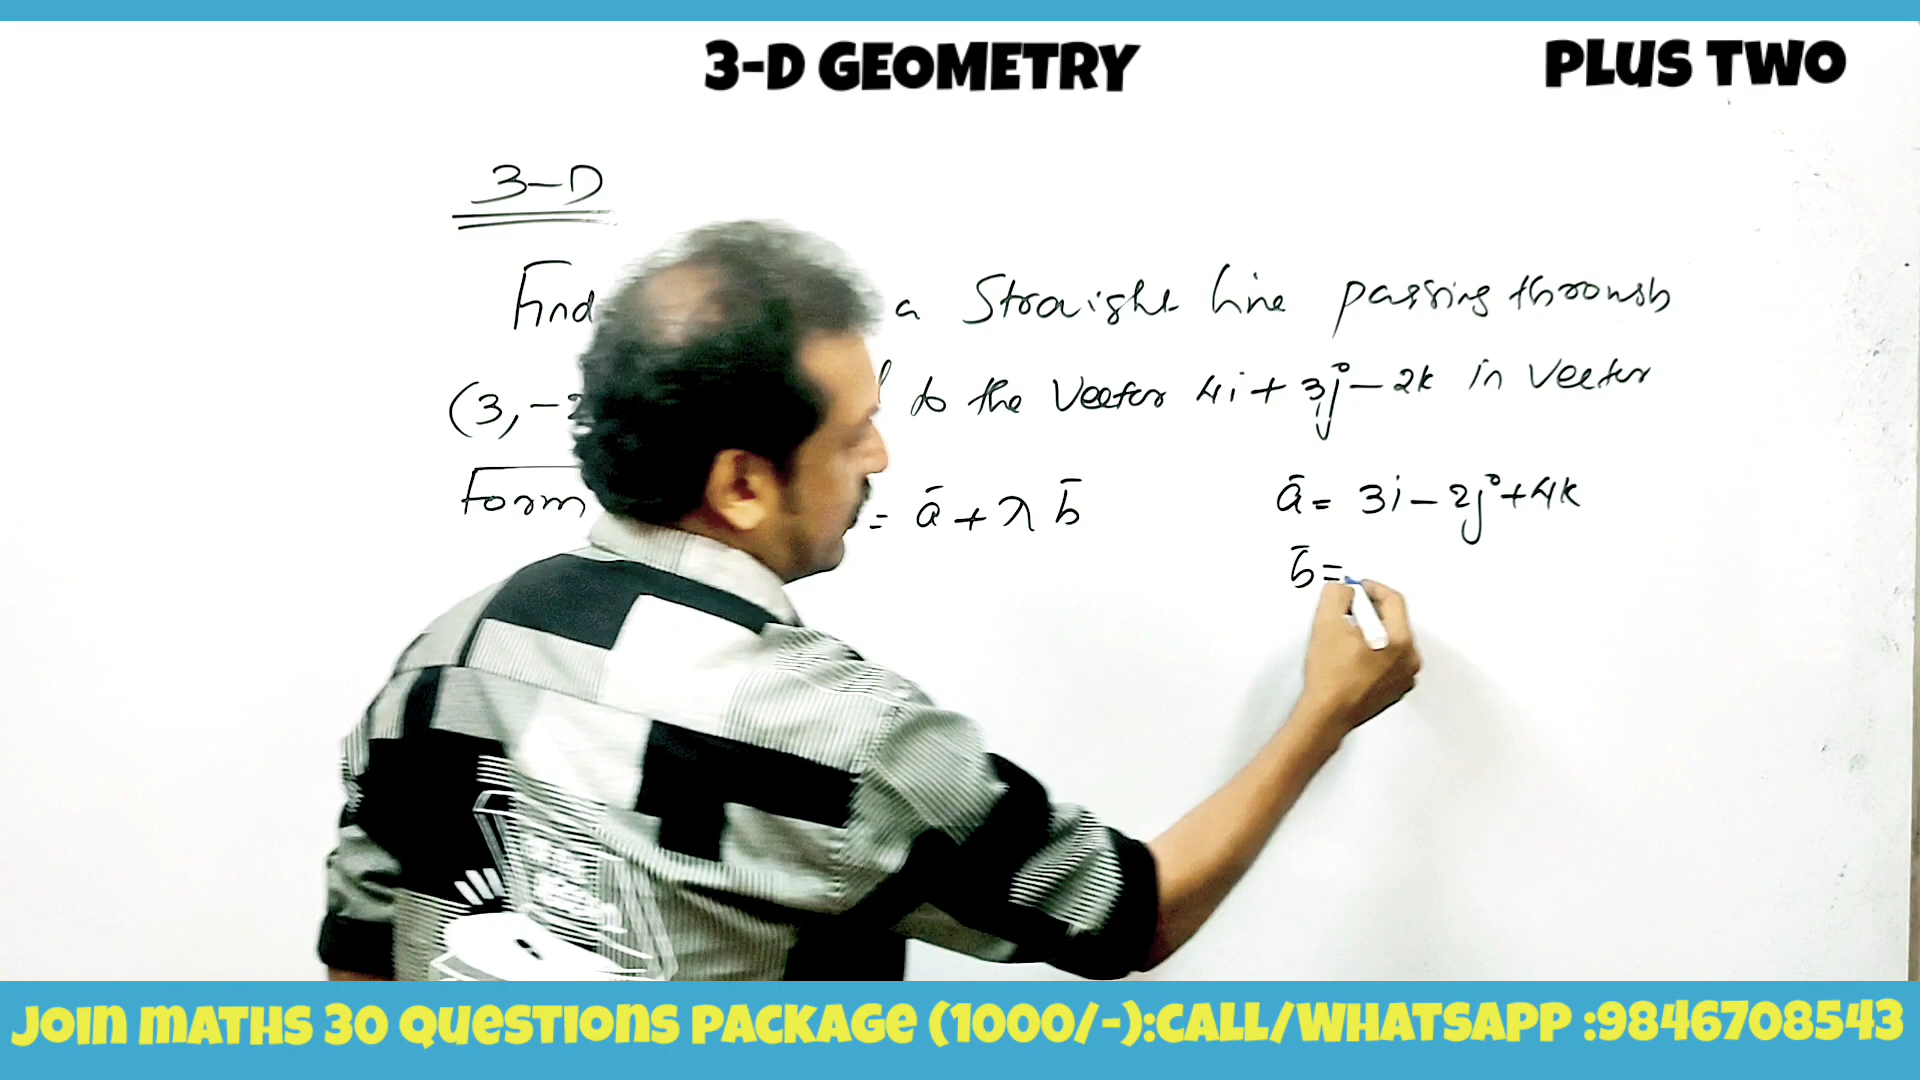 3-D GEOMETRY
PLUS TWO
3-D
Find a Straight line passing through
(3, -2 to the Vector 4i + 3j - 2k in Vector
Form = a̅ + λ b̅
a̅ = 3i - 2j + 4k
b̅ =
JOIN MATHS 30 QUESTIONS PACKAGE (1000/-):CALL/WHATSAPP :9846708543